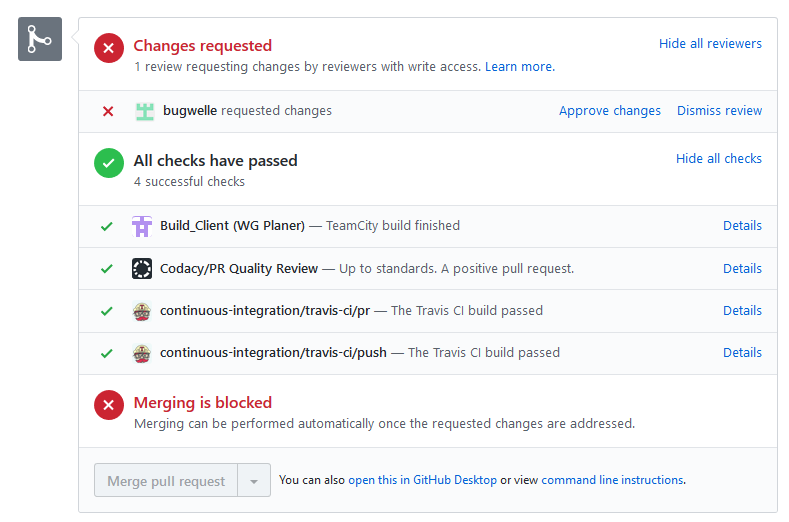 Changes requested
Hide all reviewers
1 review requesting changes by reviewers with write access. Learn more.
bugwelle requested changes
Approve changes
Dismiss review
All checks have passed
Hide all checks
4 successful checks
Build_Client (WG Planer) — TeamCity build finished
Details
Codacy/PR Quality Review — Up to standards. A positive pull request.
Details
continuous-integration/travis-ci/pr — The Travis CI build passed
Details
continuous-integration/travis-ci/push — The Travis CI build passed
Details
Merging is blocked
Merging can be performed automatically once the requested changes are addressed.
Merge pull request
You can also open this in GitHub Desktop or view command line instructions.